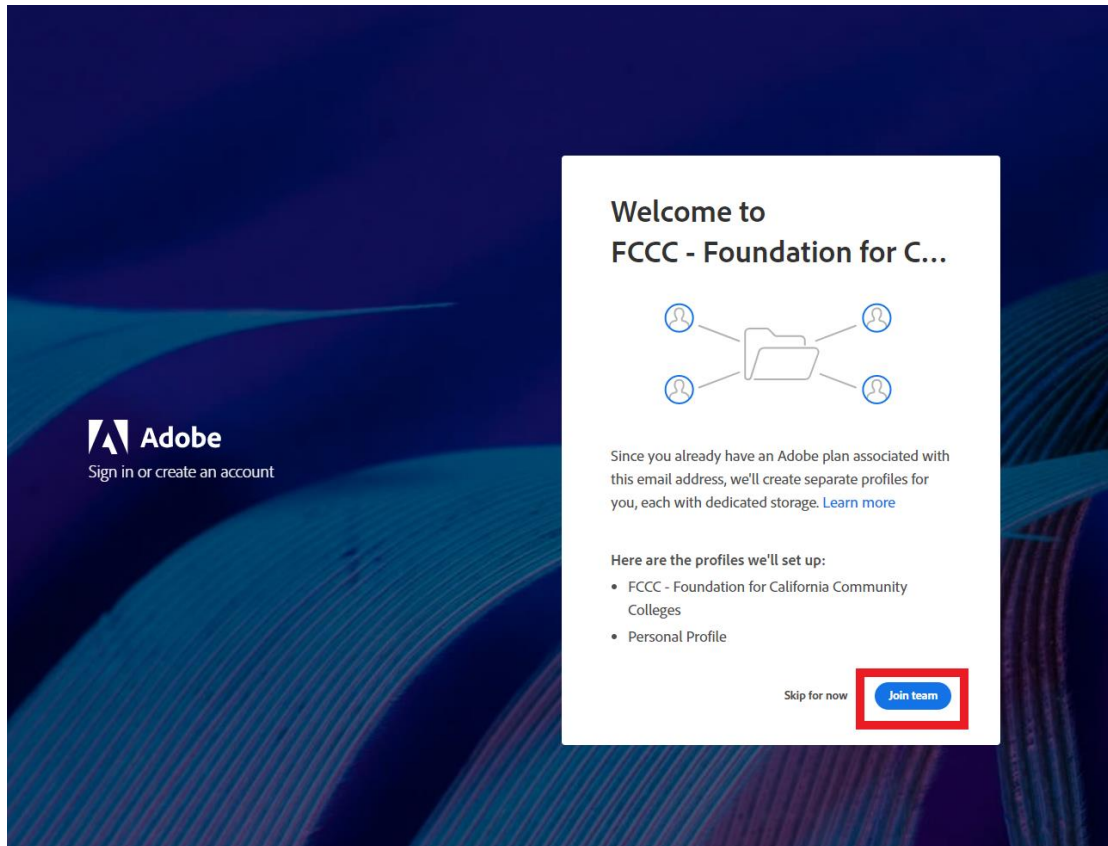 Adobe
Sign in or create an account
Welcome to
FCCC - Foundation for C...
Since you already have an Adobe plan associated with
this email address, we'll create separate profiles for
you, each with dedicated storage. Learn more
Here are the profiles we'll set up:
• FCCC - Foundation for California Community
Colleges
• Personal Profile
Skip for now
Join team